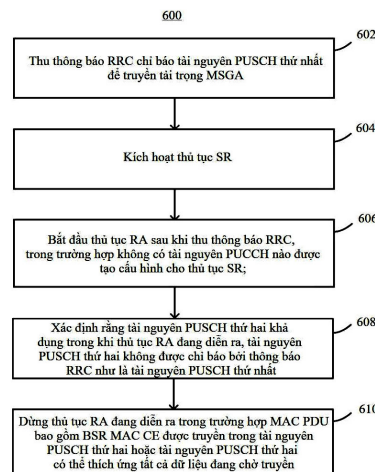 600
602
Thu thông báo RRC chỉ báo tài nguyên PUSCH thứ nhất
để truyền tải trọng MSGA
604
Kích hoạt thủ tục SR
606
Bắt đầu thủ tục RA sau khi thu thông báo RRC,
trong trường hợp không có tài nguyên PUCCH nào được
tạo cấu hình cho thủ tục SR;
608
Xác định rằng tài nguyên PUSCH thứ hai khả
dụng trong khi thủ tục RA đang diễn ra, tài nguyên
PUSCH thứ hai không được chỉ báo bởi thông báo
RRC như là tài nguyên PUSCH thứ nhất
610
Dừng thủ tục RA đang diễn ra trong trường hợp MAC PDU
bao gồm BSR MAC CE được truyền trong tài nguyên
PUSCH thứ hai hoặc tài nguyên PUSCH thứ hai
có thể thích ứng tất cả dữ liệu đang chờ truyền